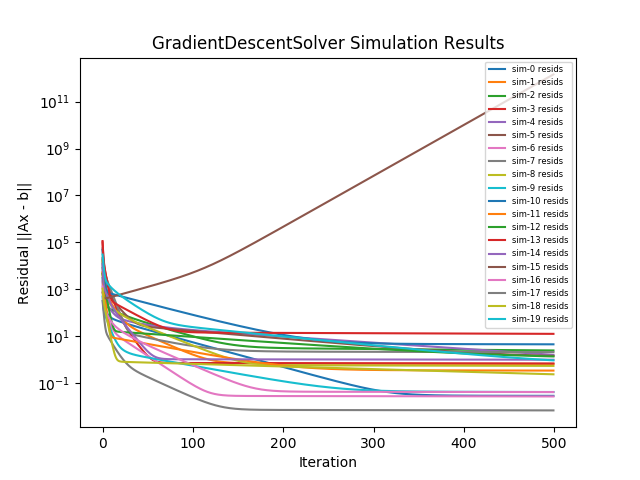 GradientDescentSolver Simulation Results
Residual ||Ax - b||
10^11
10^9
10^7
10^5
10^3
10^1
10^−1
0 100 200 300 400 500
Iteration
sim-0 resids
sim-1 resids
sim-2 resids
sim-3 resids
sim-4 resids
sim-5 resids
sim-6 resids
sim-7 resids
sim-8 resids
sim-9 resids
sim-10 resids
sim-11 resids
sim-12 resids
sim-13 resids
sim-14 resids
sim-15 resids
sim-16 resids
sim-17 resids
sim-18 resids
sim-19 resids